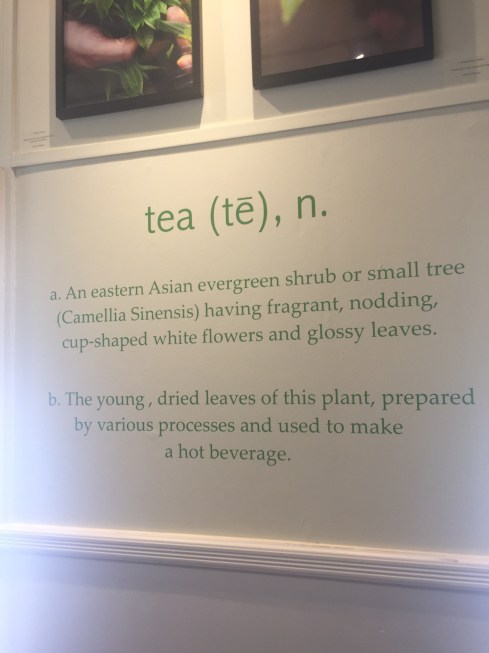 tea (tē), n.
a. An eastern Asian evergreen shrub or small tree
(Camellia Sinensis) having fragrant, nodding,
cup-shaped white flowers and glossy leaves.
b. The young , dried leaves of this plant, prepared
by various processes and used to make
a hot beverage.